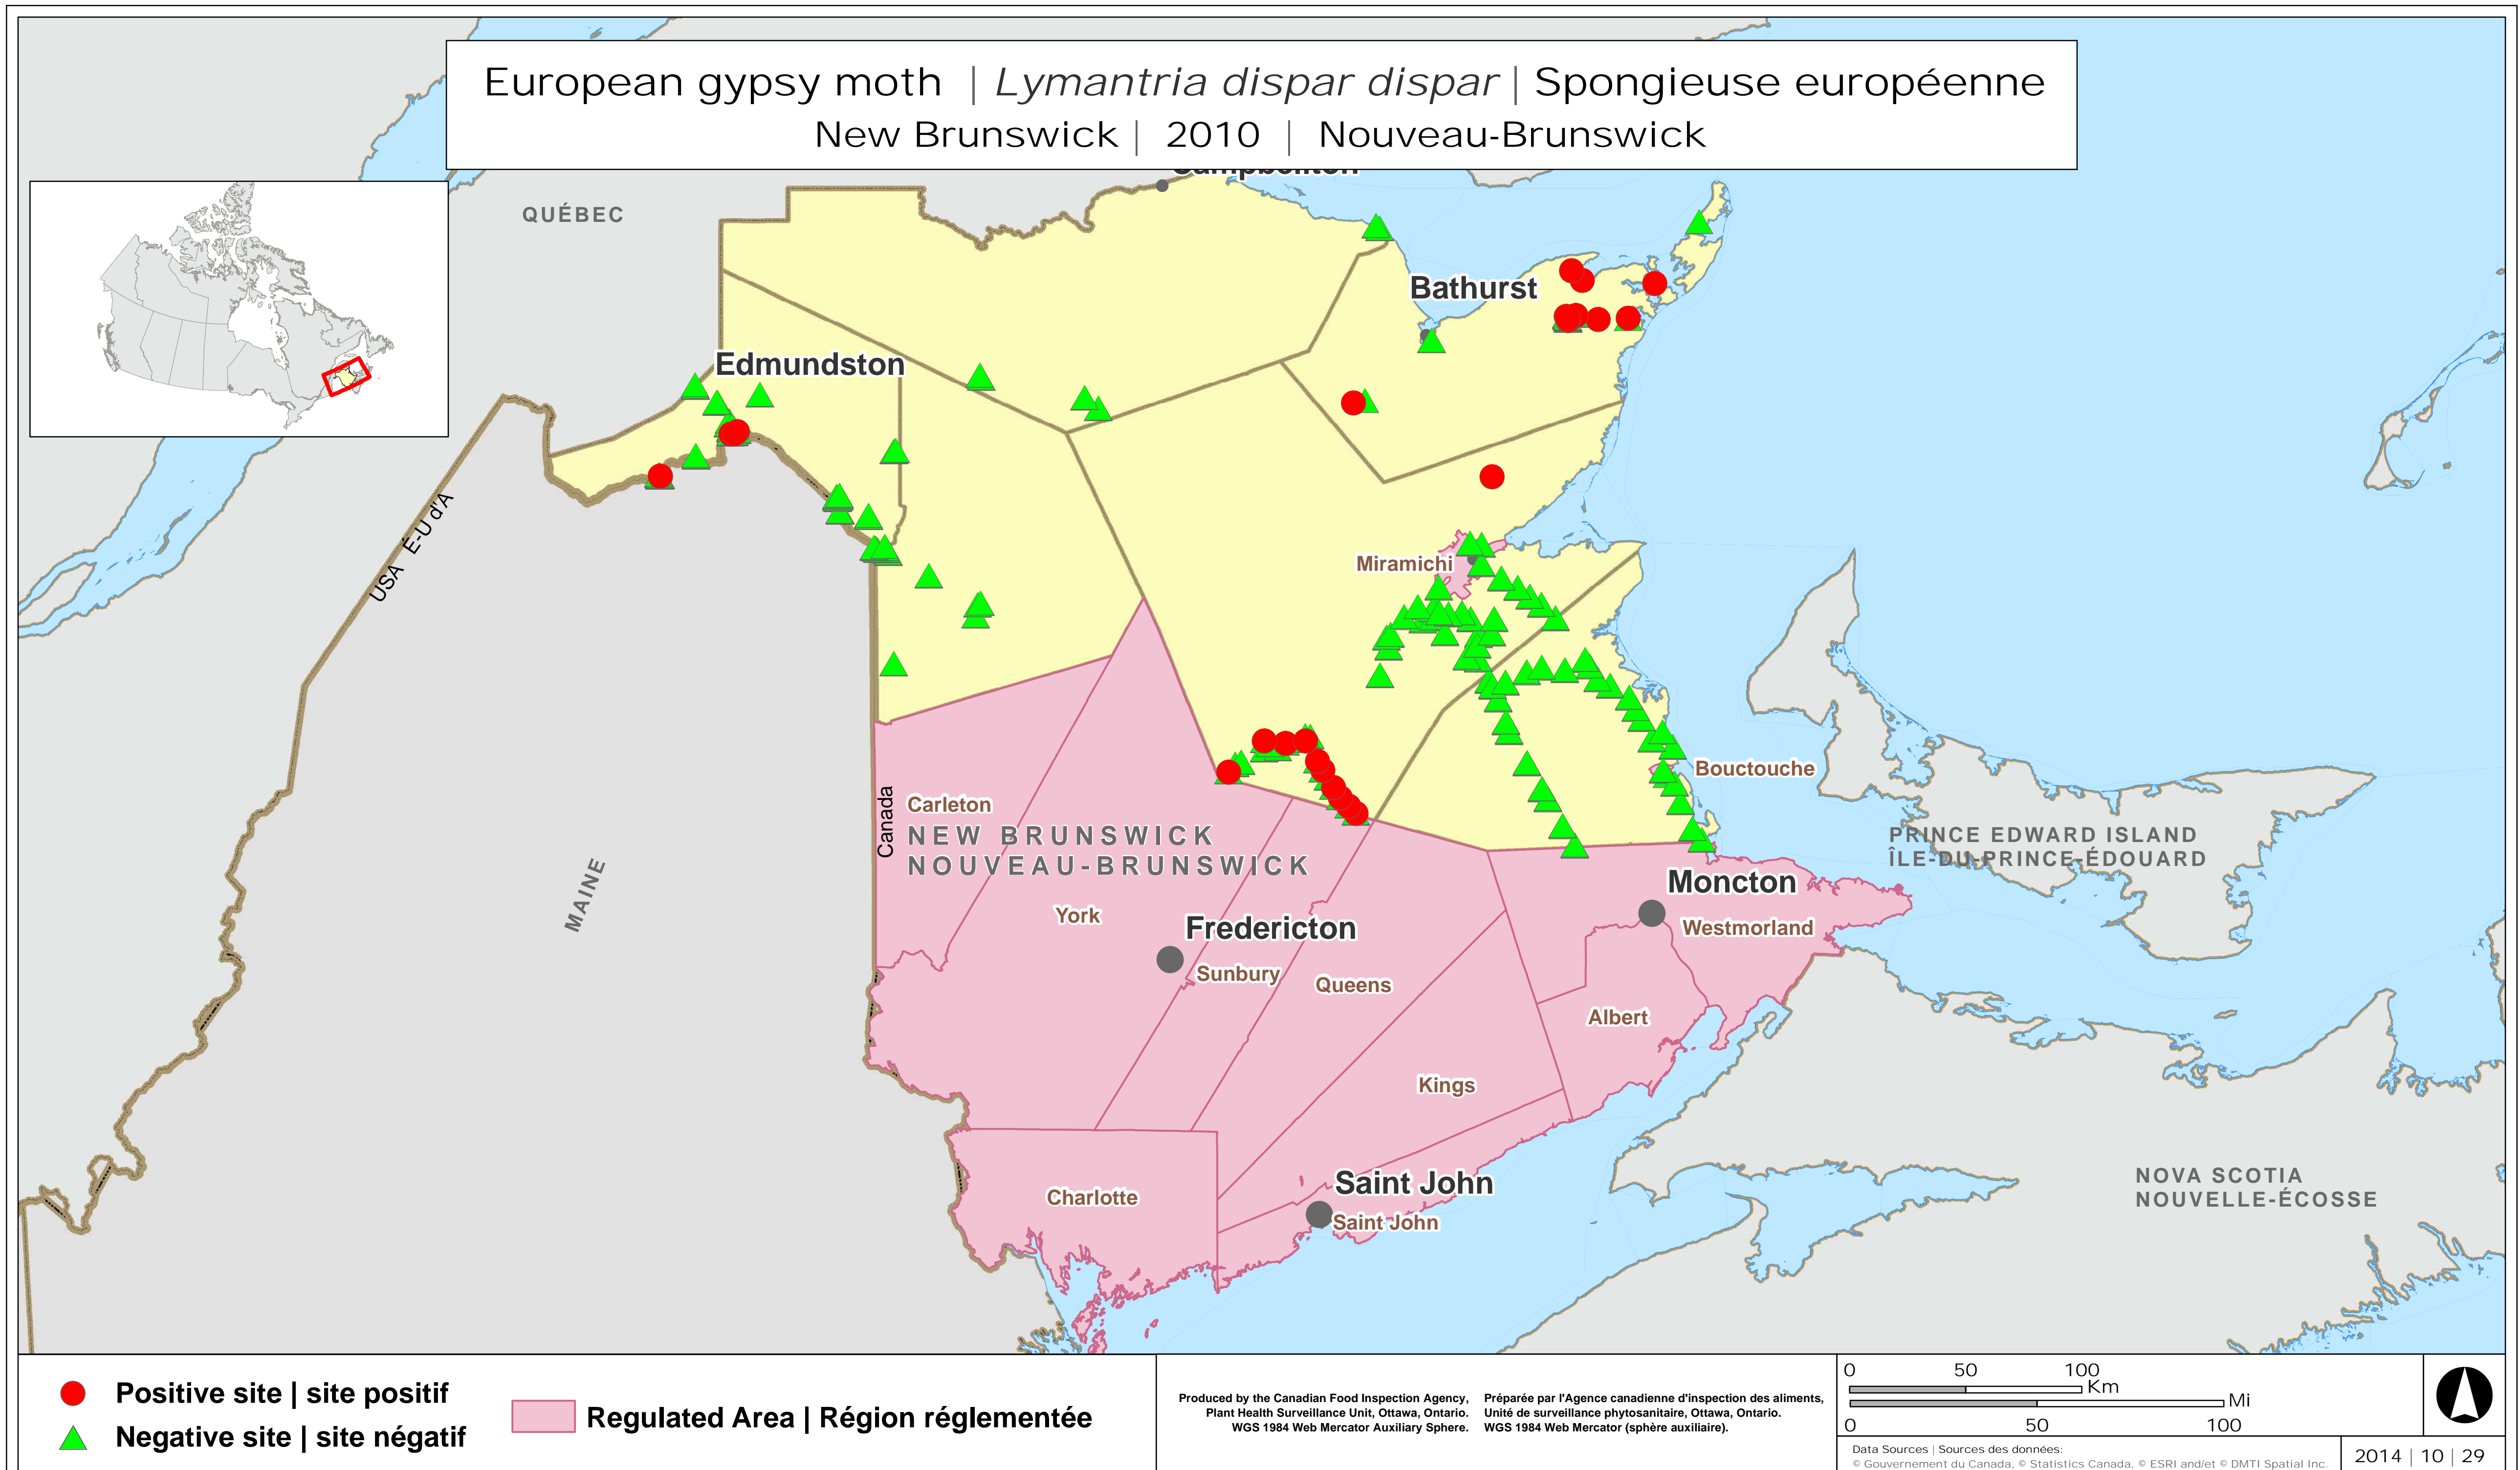 European gypsy moth | Lymantria dispar dispar | Spongieuse européenne
New Brunswick | 2010 | Nouveau-Brunswick
QUÉBEC
Bathurst
Edmundston
USA É-U d'A
Miramichi
Bouctouche
Canada
Carleton
NEW BRUNSWICK
NOUVEAU-BRUNSWICK
PRINCE EDWARD ISLAND
ÎLE-DU-PRINCE-ÉDOUARD
MAINE
Moncton
York
Fredericton
Westmorland
Sunbury
Queens
Albert
Kings
Charlotte
Saint John
Saint John
NOVA SCOTIA
NOUVELLE-ÉCOSSE
Positive site | site positif
Negative site | site négatif
Regulated Area | Région réglementée
Produced by the Canadian Food Inspection Agency,
Plant Health Surveillance Unit, Ottawa, Ontario.
WGS 1984 Web Mercator Auxiliary Sphere.
Préparée par l'Agence canadienne d'inspection des aliments,
Unité de surveillance phytosanitaire, Ottawa, Ontario.
WGS 1984 Web Mercator (sphère auxiliaire).
0 50 100
Km
Mi
0 50 100
Data Sources | Sources des données:
© Gouvernement du Canada, © Statistics Canada, © ESRI and/et © DMTI Spatial Inc.
2014 | 10 | 29